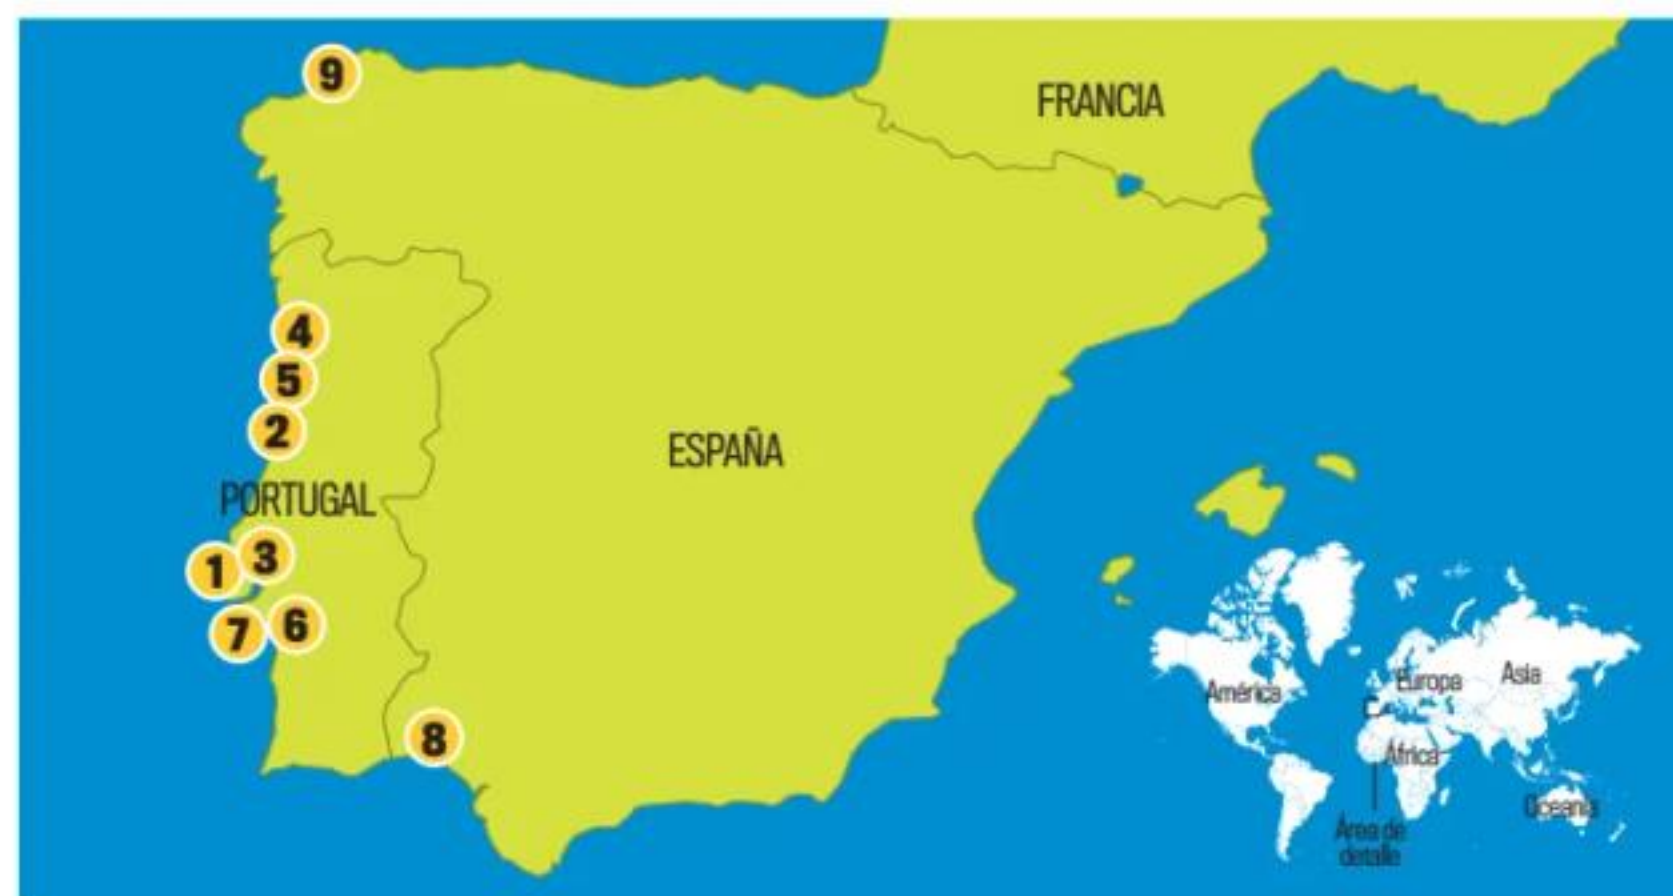 9
FRANCIA
4
5
2
ESPAÑA
PORTUGAL
1
3
7
6
8
América
Europa
Asia
África
Oceanía
Área de
detalle